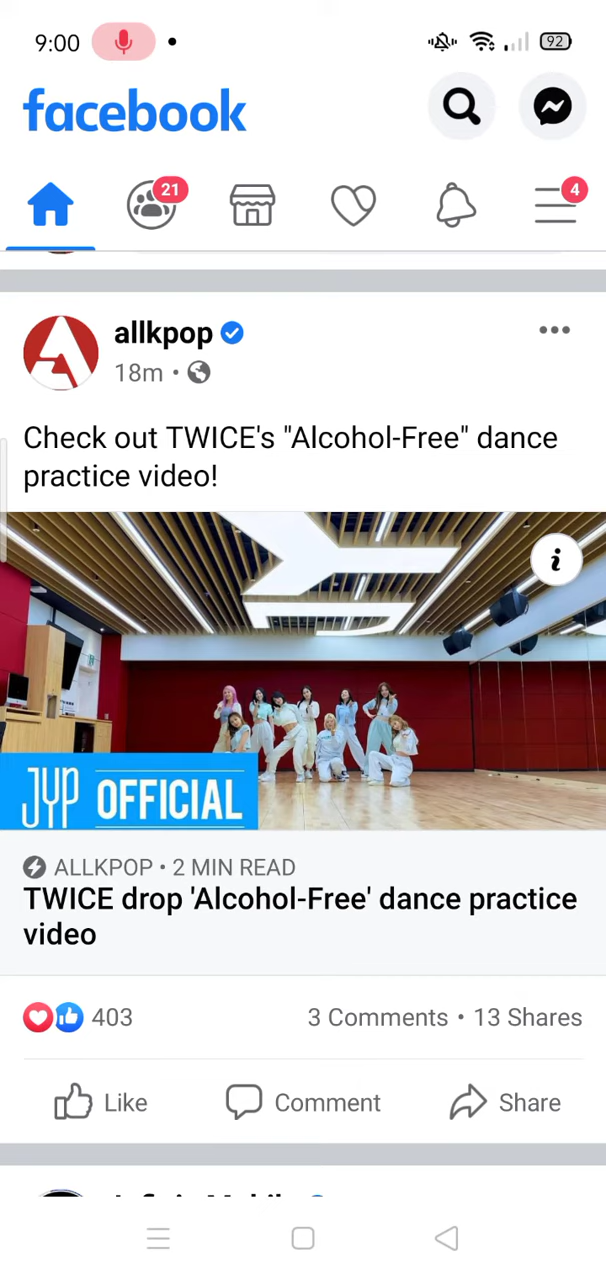 9:00
92
facebook
21
4
allkpop
18m •
Check out TWICE's "Alcohol-Free" dance
practice video!
i
JYP OFFICIAL
ALLKPOP • 2 MIN READ
TWICE drop 'Alcohol-Free' dance practice
video
403
3 Comments • 13 Shares
Like
Comment
Share